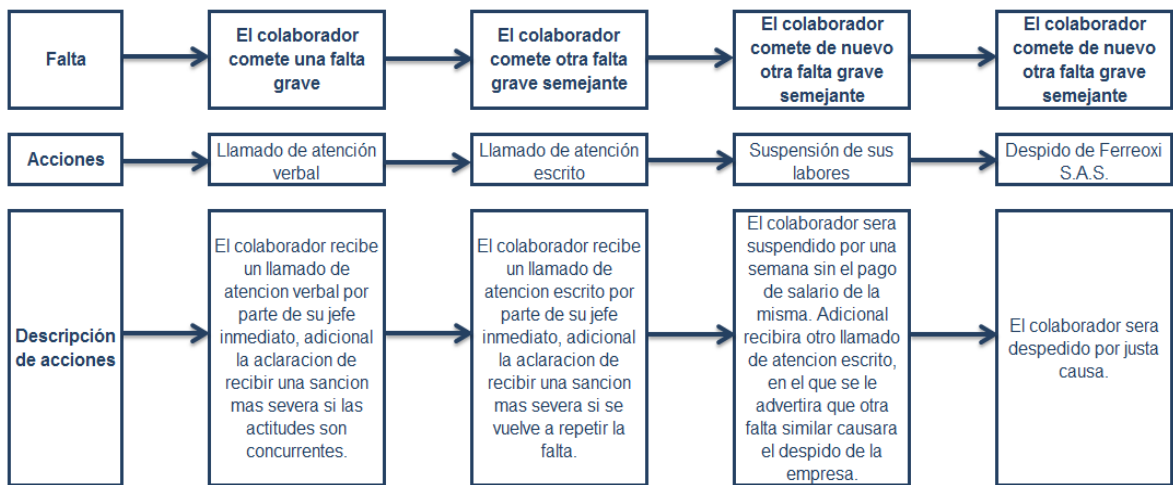 Falta
El colaborador
comete una falta
grave
El colaborador
comete otra falta
grave semejante
El colaborador
comete de nuevo
otra falta grave
semejante
El colaborador
comete de nuevo
otra falta grave
semejante
Acciones
Llamado de atención
verbal
Llamado de atención
escrito
Suspensión de sus
labores
Despido de Ferreoxi
S.A.S.
Descripción
de acciones
El colaborador recibe
un llamado de
atencion verbal por
parte de su jefe
inmediato, adicional
la aclaracion de
recibir una sancion
mas severa si las
actitudes son
concurrentes.
El colaborador recibe
un llamado de
atencion escrito por
parte de su jefe
inmediato, adicional
la aclaracion de
recibir una sancion
mas severa si se
vuelve a repetir la
falta.
El colaborador sera
suspendido por una
semana sin el pago
de salario de la
misma. Adicional
recibira otro llamado
de atencion escrito,
en el que se le
advertira que otra
falta similar causara
el despido de la
empresa.
El colaborador sera
despedido por justa
causa.